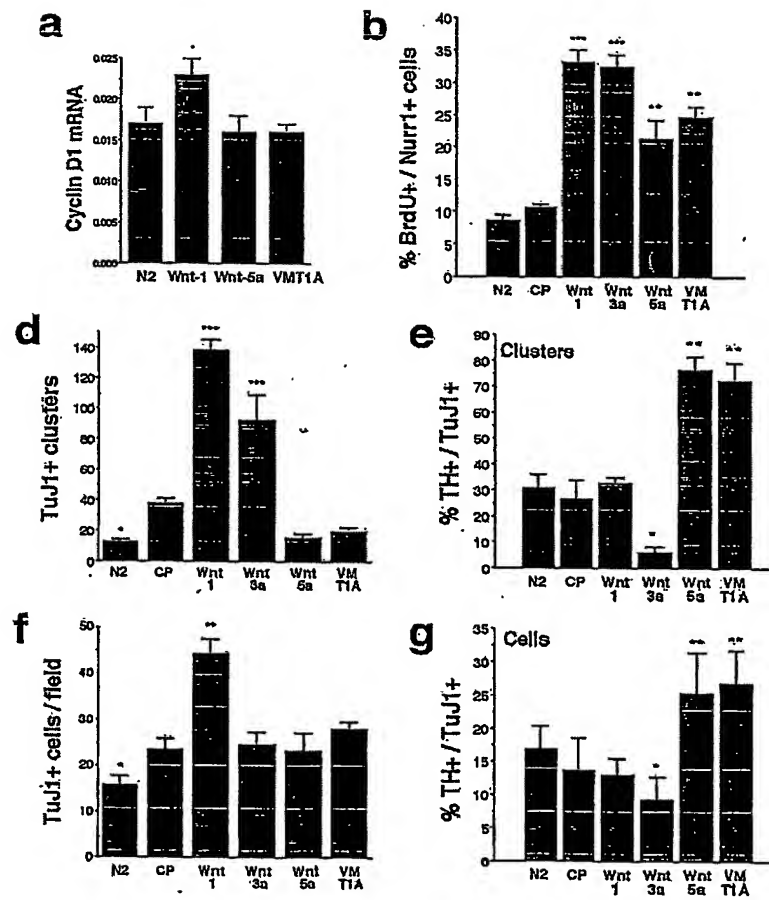 a
Cyclin D1 mRNA
0.025
0.020
0.015
0.010
0.005
0.000
*
N2 Wnt-1 Wnt-5a VMT1A
b
% BrdU+ / Nurr1+ cells
40
35
30
25
20
15
10
5
0
*** *** ** **
N2 CP Wnt Wnt Wnt VM
1 3a 5a T1A
d
TuJ1+ clusters
140
120
100
80
60
40
20
0
* *** ***
N2 CP Wnt Wnt Wnt VM
1 3a 5a T1A
e
Clusters
% TH+ / TuJ1+
90
80
70
60
50
40
30
20
10
0
* ** **
N2 CP Wnt Wnt Wnt VM
1 3a 5a T1A
f
TuJ1+ cells / field
50
40
30
20
10
0
* **
N2 CP Wnt Wnt Wnt VM
1 3a 5a T1A
g
Cells
% TH+ / TuJ1+
35
30
25
20
15
10
5
0
* ** **
N2 CP Wnt Wnt Wnt VM
1 3a 5a T1A